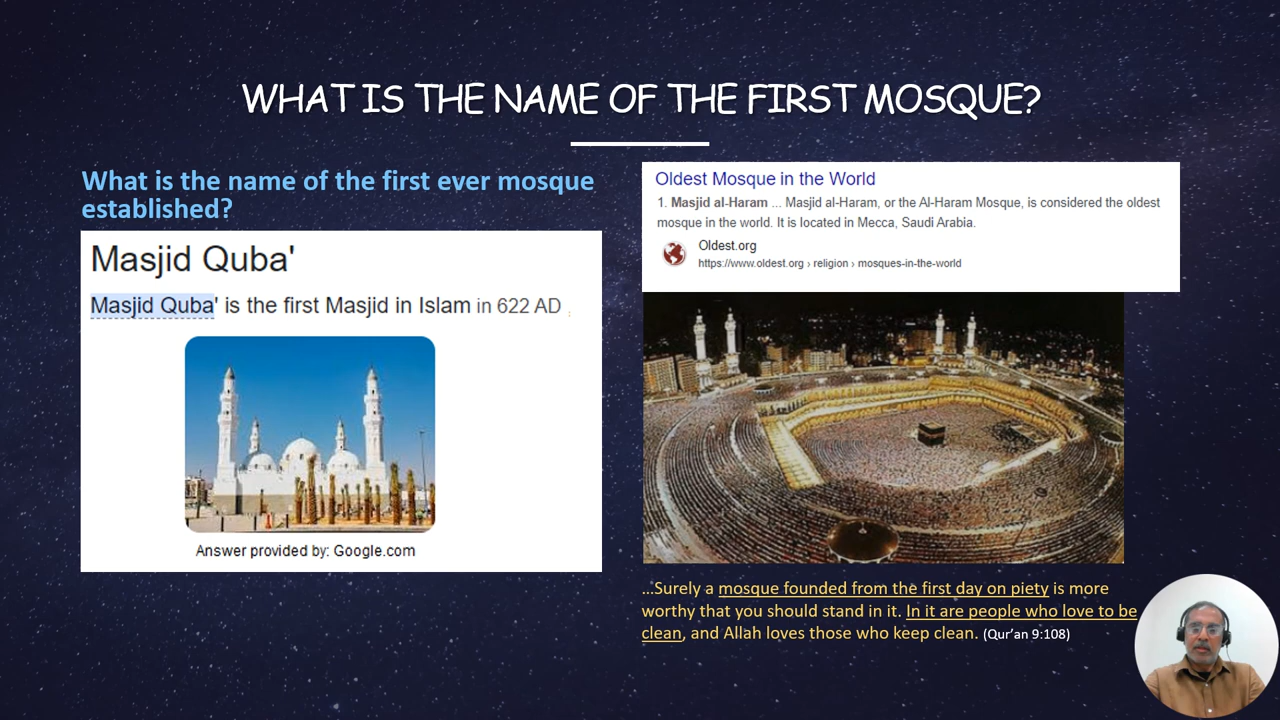 WHAT IS THE NAME OF THE FIRST MOSQUE?
What is the name of the first ever mosque
established?
Masjid Quba'
Masjid Quba' is the first Masjid in Islam in 622 AD
Answer provided by: Google.com
Oldest Mosque in the World
1. Masjid al-Haram ... Masjid al-Haram, or the Al-Haram Mosque, is considered the oldest
mosque in the world. It is located in Mecca, Saudi Arabia.
Oldest.org
https://www.oldest.org › religion › mosques-in-the-world
...Surely a mosque founded from the first day on piety is more
worthy that you should stand in it. In it are people who love to be
clean, and Allah loves those who keep clean. (Qur'an 9:108)